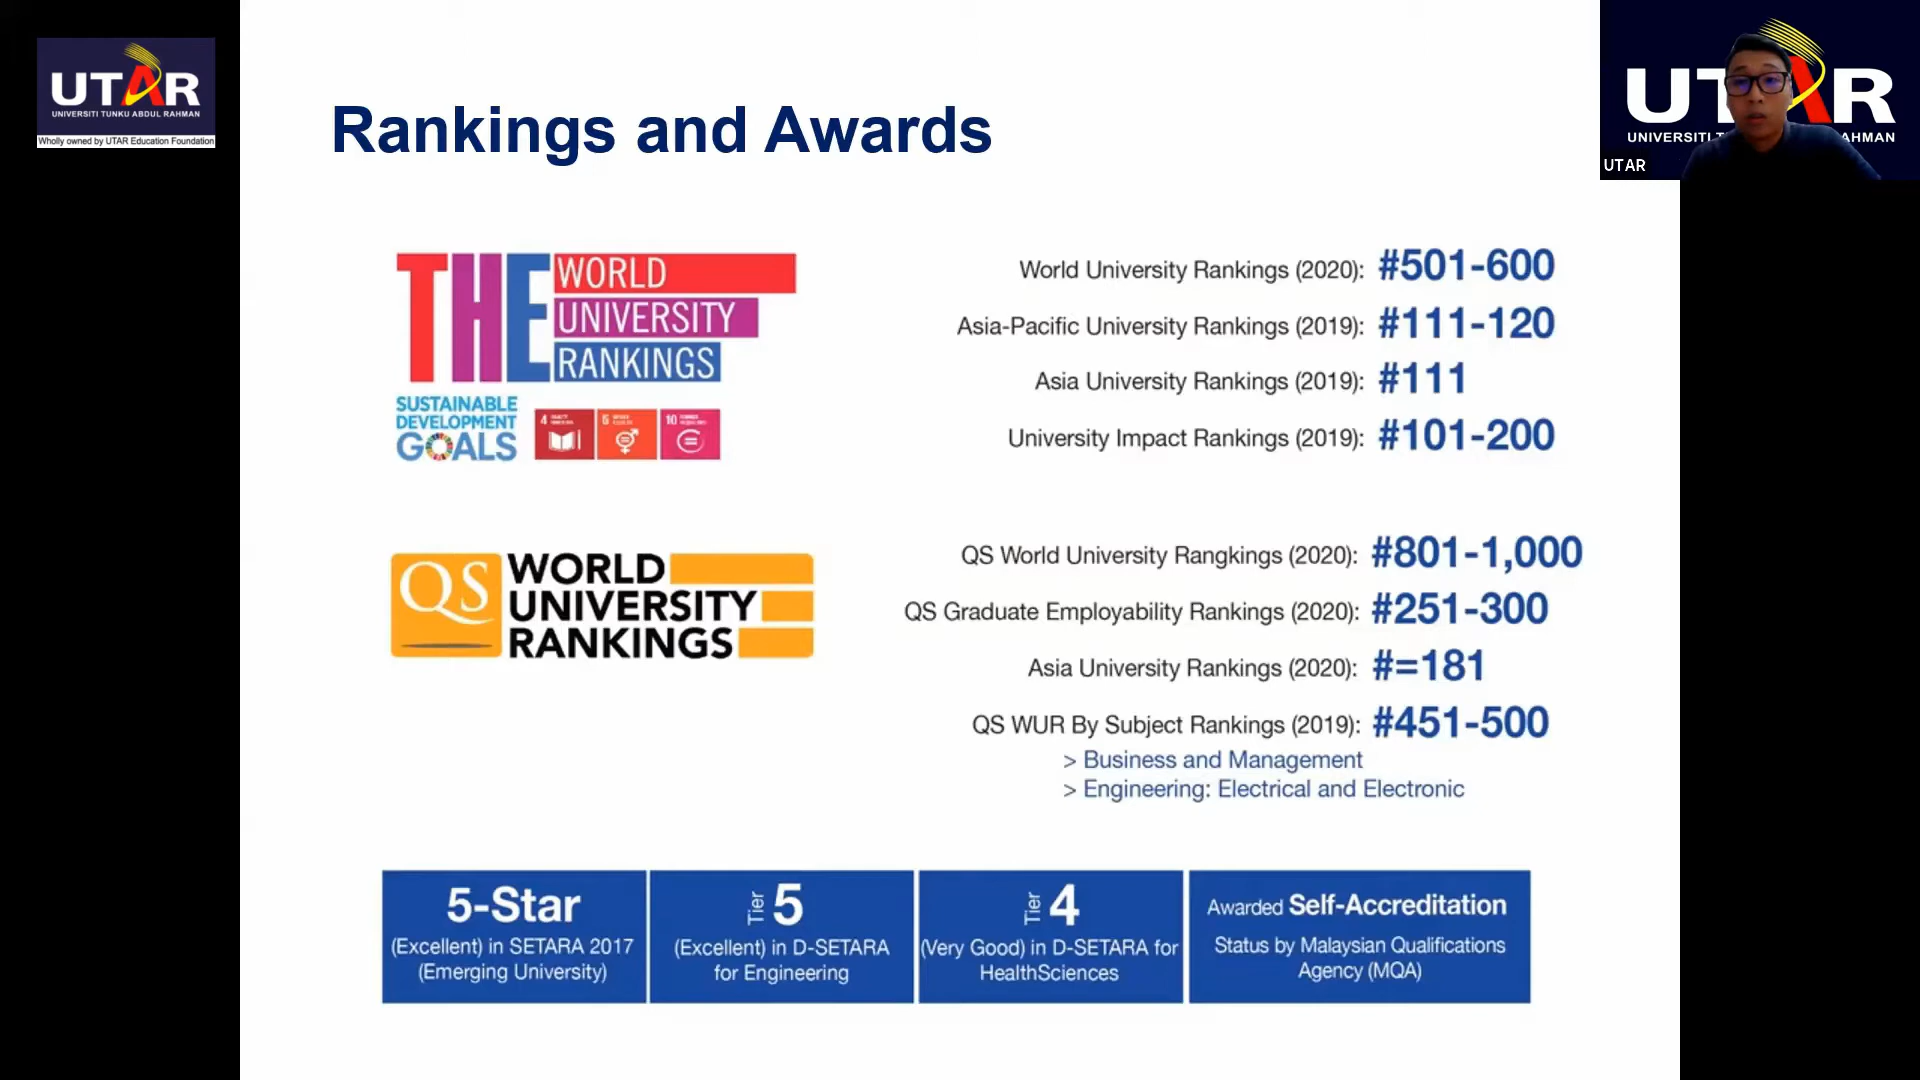 UTAR
UNIVERSITI TUNKU ABDUL RAHMAN
Wholly owned by UTAR Education Foundation
Rankings and Awards
UTAR
UNIVERSITI T RAHMAN
UTAR
THE WORLD
UNIVERSITY
RANKINGS
SUSTAINABLE
DEVELOPMENT
GOALS
4
5
10
World University Rankings (2020): #501-600
Asia-Pacific University Rankings (2019): #111-120
Asia University Rankings (2019): #111
University Impact Rankings (2019): #101-200
QS WORLD
UNIVERSITY
RANKINGS
QS World University Rangkings (2020): #801-1,000
QS Graduate Employability Rankings (2020): #251-300
Asia University Rankings (2020): #=181
QS WUR By Subject Rankings (2019): #451-500
> Business and Management
> Engineering: Electrical and Electronic
5-Star
(Excellent) in SETARA 2017
(Emerging University)
Tier 5
(Excellent) in D-SETARA
for Engineering
Tier 4
(Very Good) in D-SETARA for
HealthSciences
Awarded Self-Accreditation
Status by Malaysian Qualifications
Agency (MQA)